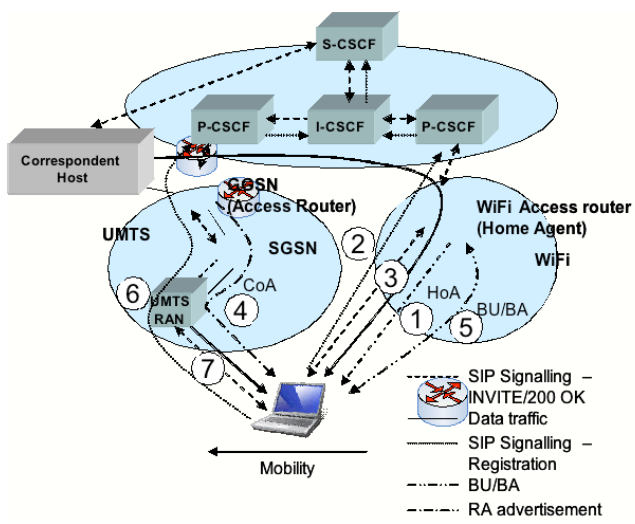 S-CSCF
P-CSCF
I-CSCF
P-CSCF
Correspondent
Host
GGSN
(Access Router)
WiFi Access router
(Home Agent)
UMTS
SGSN
WiFi
2
3
CoA
HoA
6
4
1
5
BU/BA
UMTS
RAN
7
SIP Signalling –
INVITE/200 OK
Data traffic
SIP Signalling –
Registration
BU/BA
RA advertisement
Mobility